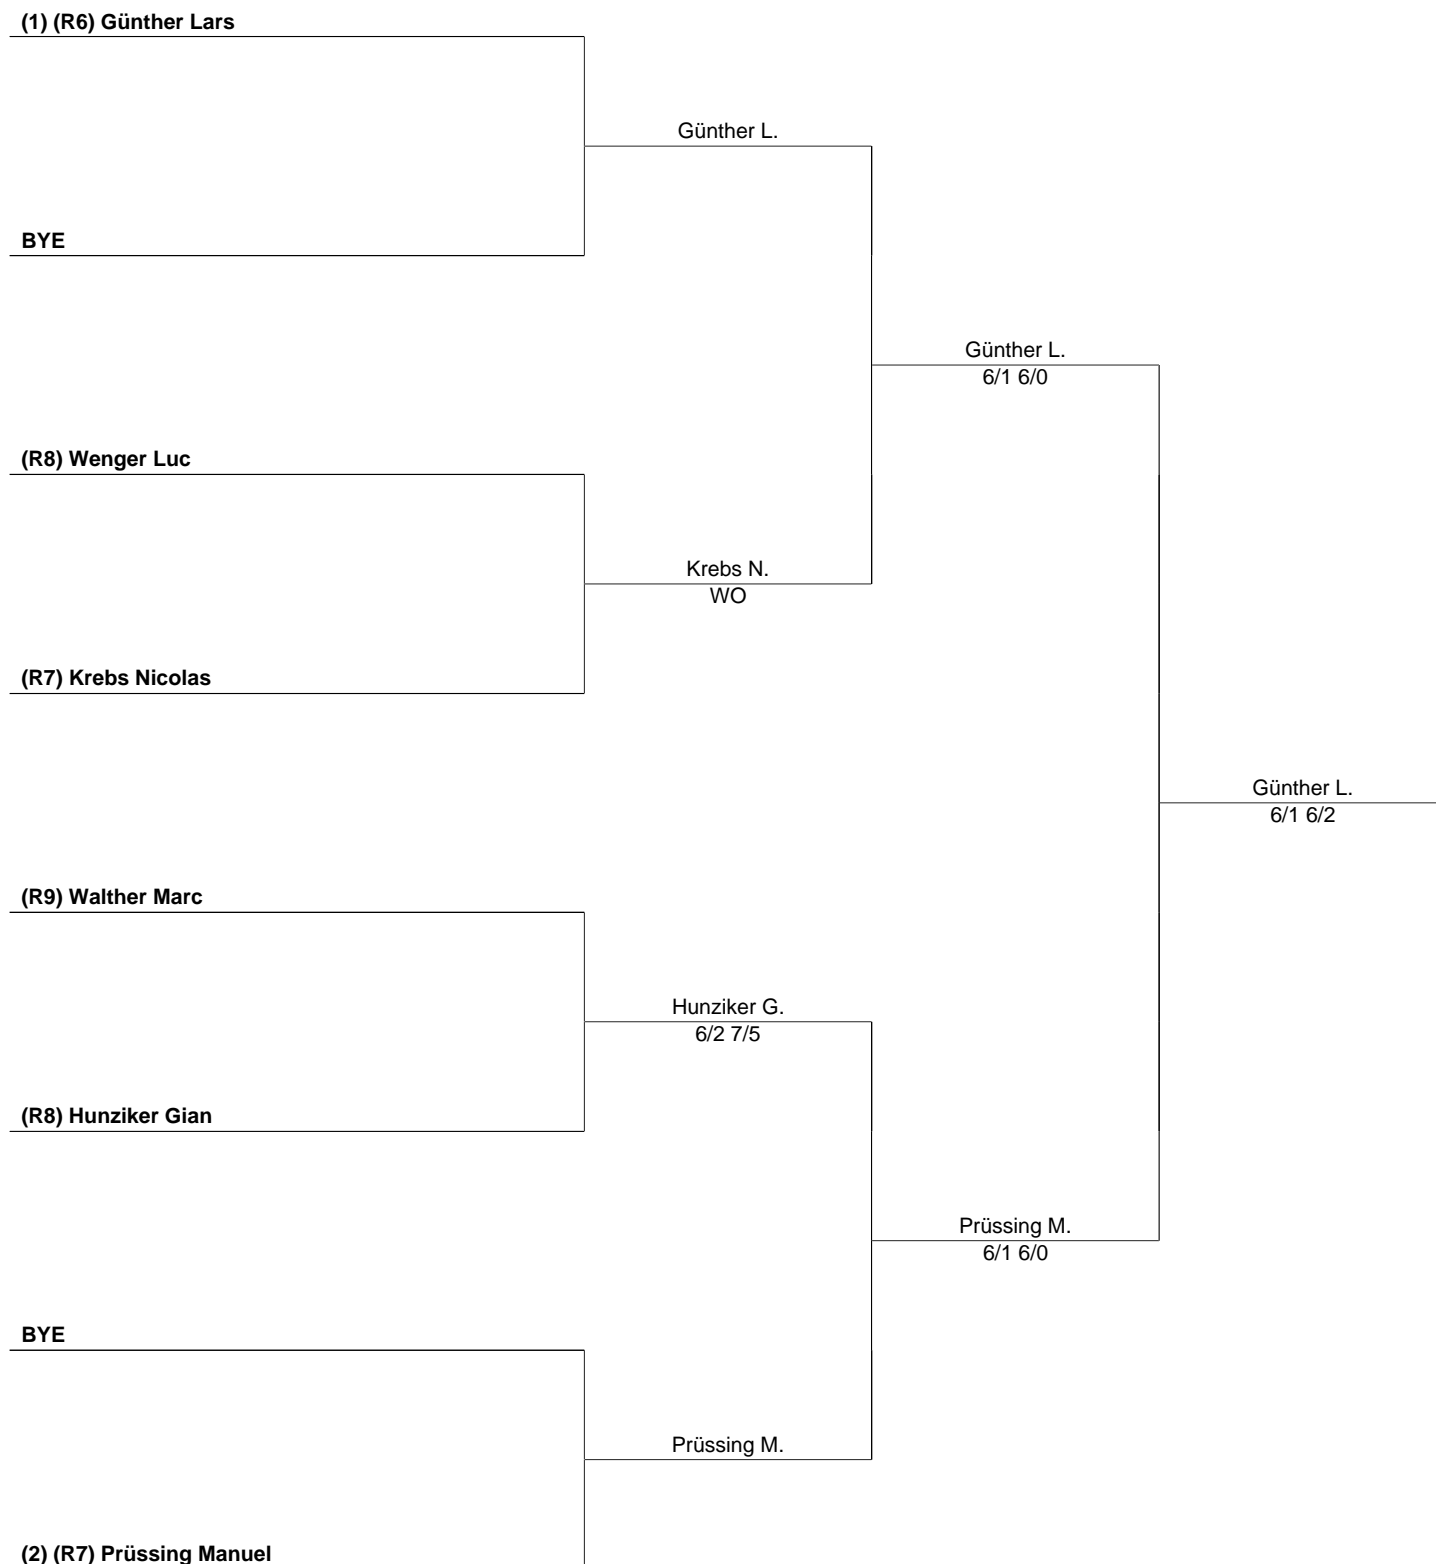 (1) (R6) Günther Lars
Günther L.
BYE
Günther L.
6/1 6/0
(R8) Wenger Luc
Krebs N.
WO
(R7) Krebs Nicolas
Günther L.
6/1 6/2
(R9) Walther Marc
Hunziker G.
6/2 7/5
(R8) Hunziker Gian
Prüssing M.
6/1 6/0
BYE
Prüssing M.
(2) (R7) Prüssing Manuel